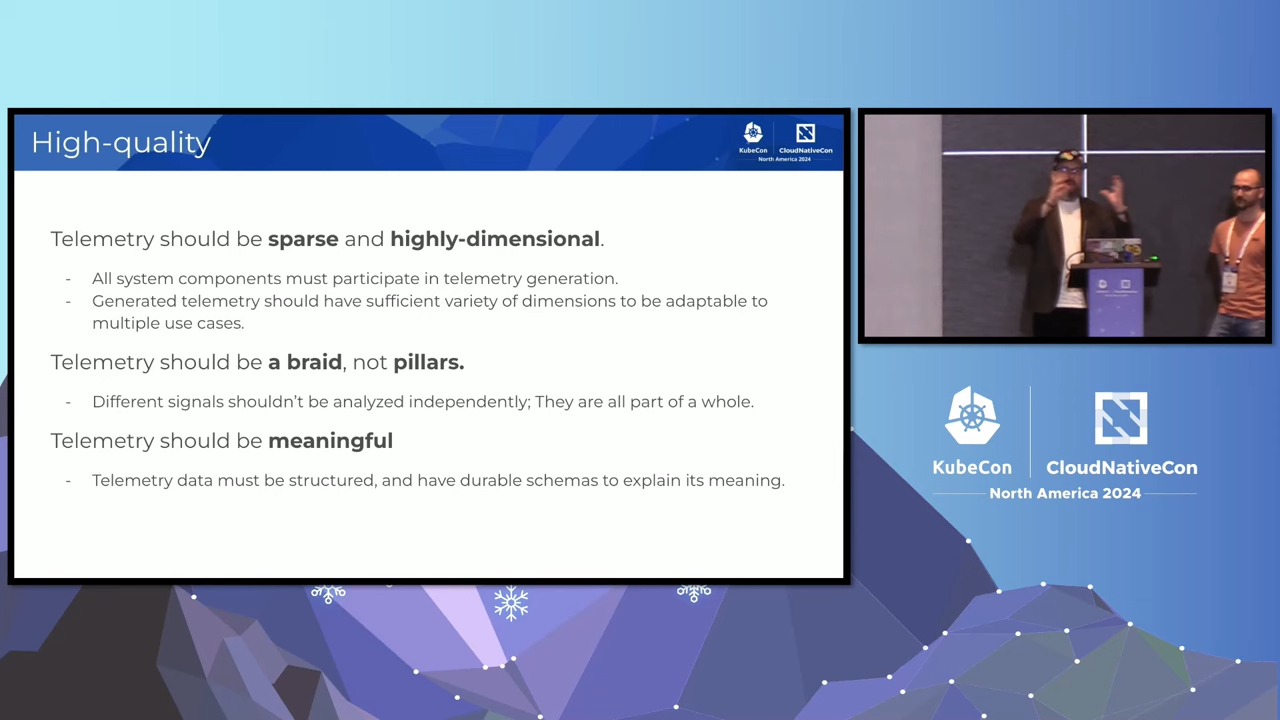 High-quality
KubeCon
CloudNativeCon
North America 2024
Telemetry should be sparse and highly-dimensional.
- All system components must participate in telemetry generation.
- Generated telemetry should have sufficient variety of dimensions to be adaptable to
multiple use cases.
Telemetry should be a braid, not pillars.
- Different signals shouldn't be analyzed independently; They are all part of a whole.
Telemetry should be meaningful
- Telemetry data must be structured, and have durable schemas to explain its meaning.
KubeCon
CloudNativeCon
North America 2024